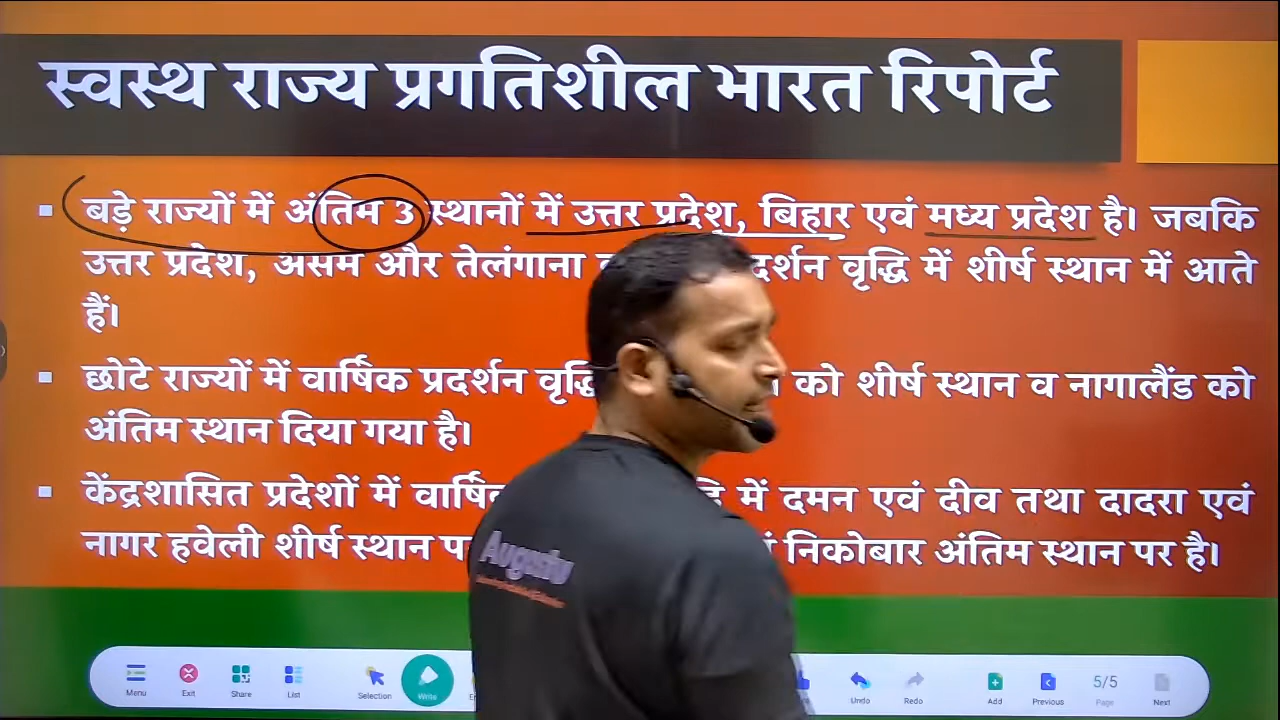 स्वस्थ राज्य प्रगतिशील भारत रिपोर्ट
बड़े राज्यों में अंतिम 3 स्थानों में उत्तर प्रदेश, बिहार एवं मध्य प्रदेश है। जबकि
उत्तर प्रदेश, असम और तेलंगाना वृद्धि में शीर्ष स्थान में आते
हैं।
छोटे राज्यों में वार्षिक प्रदर्शन को शीर्ष स्थान व नागालैंड को
अंतिम स्थान दिया गया है।
केंद्रशासित प्रदेशों में में दमन एवं दीव तथा दादरा एवं
नागर हवेली शीर्ष स्थान निकोबार अंतिम स्थान पर है।
Augustu
Menu Exit Share List Selection Write Undo Redo Add Previous 5/5 Page Next